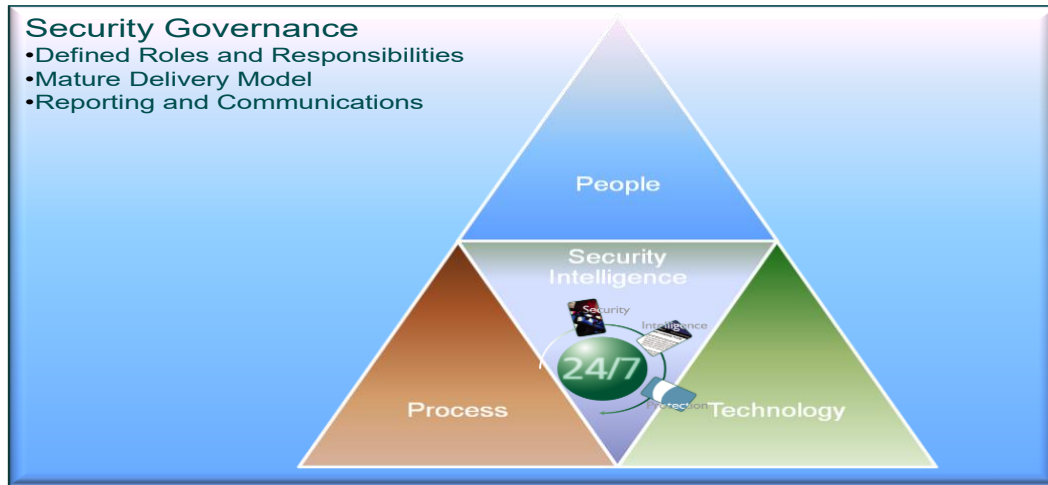 Security Governance
•Defined Roles and Responsibilities
•Mature Delivery Model
•Reporting and Communications
People
Security
Intelligence
Security
Intelligence
24/7
Protection
Process
Technology